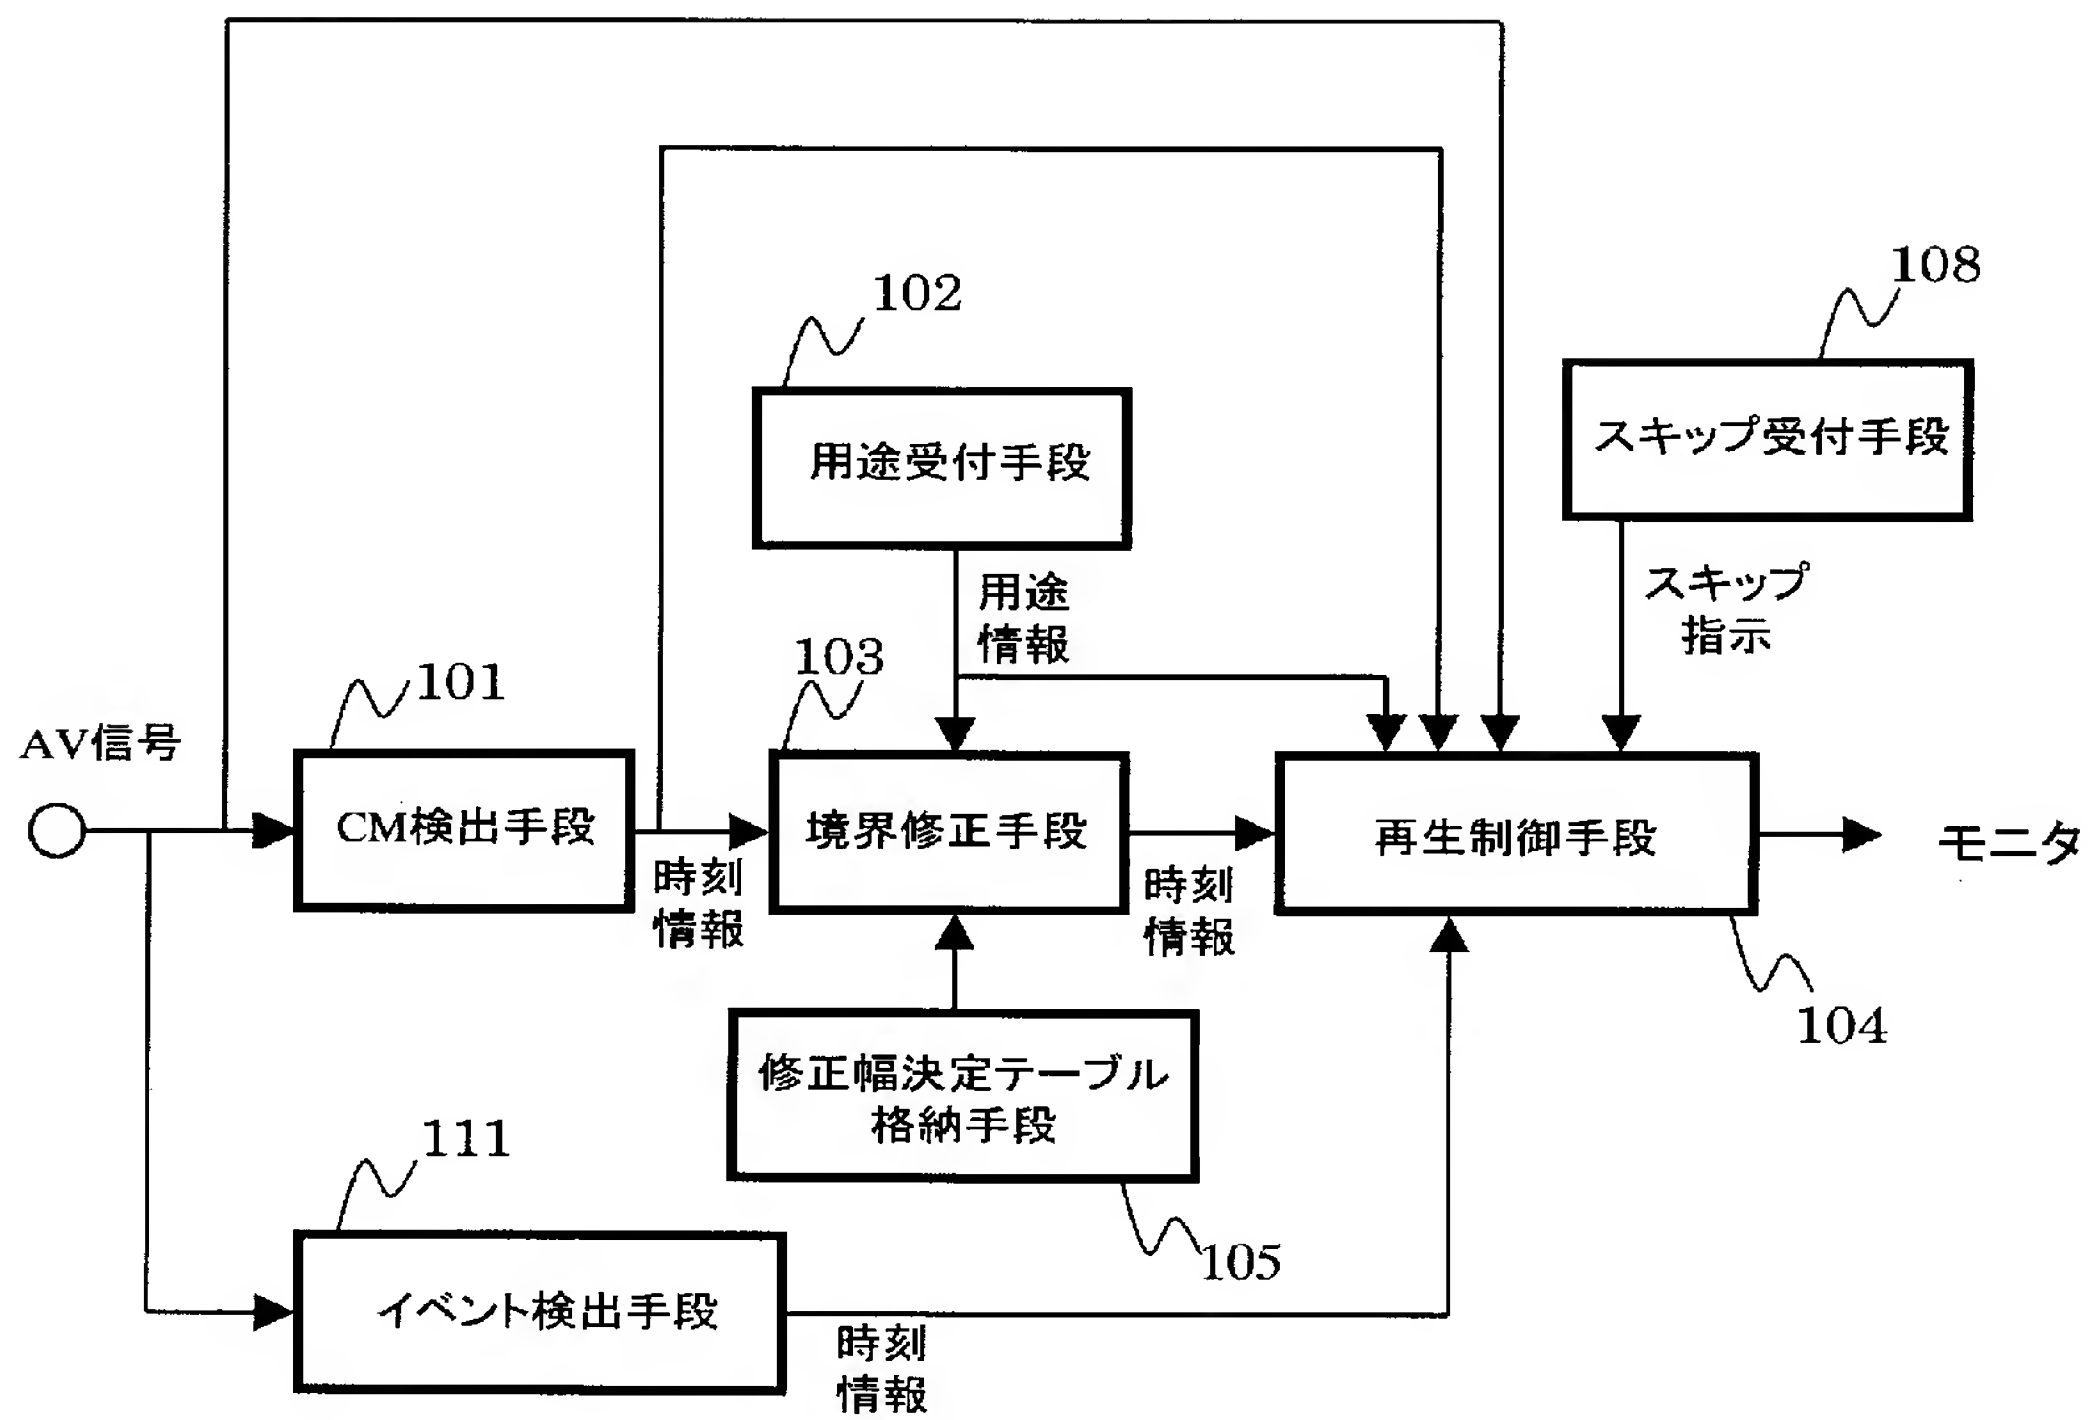 108
102
スキップ受付手段
用途受付手段
スキップ
指示
用途
情報
103
101
AV信号
CM検出手段
境界修正手段
再生制御手段
モニタ
時刻
情報
時刻
情報
104
修正幅決定テーブル
格納手段
111
105
イベント検出手段
時刻
情報